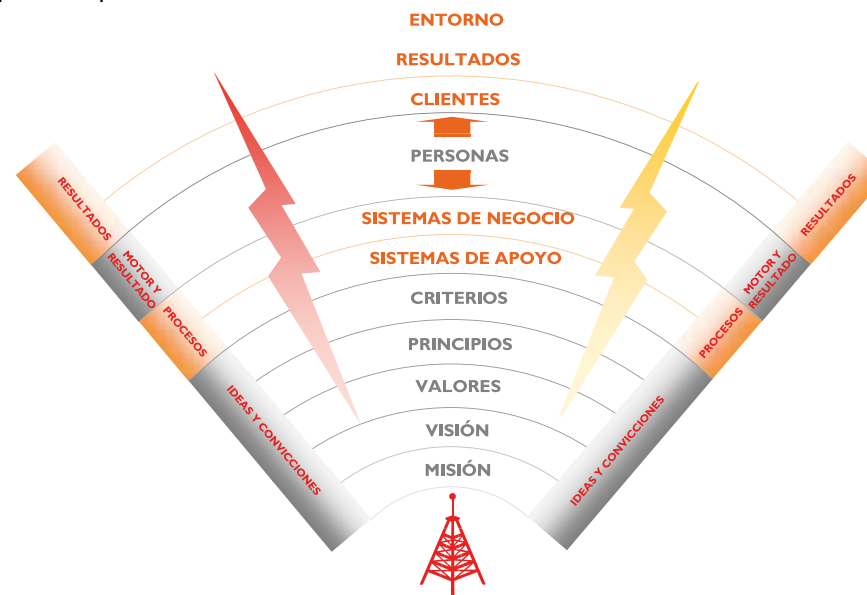 ENTORNO
RESULTADOS
CLIENTES
PERSONAS
SISTEMAS DE NEGOCIO
SISTEMAS DE APOYO
CRITERIOS
PRINCIPIOS
VALORES
VISIÓN
MISIÓN
RESULTADOS
MOTOR Y
RESULTADO
PROCESOS
IDEAS Y CONVICCIONES
RESULTADOS
MOTOR Y
RESULTADO
PROCESOS
IDEAS Y CONVICCIONES